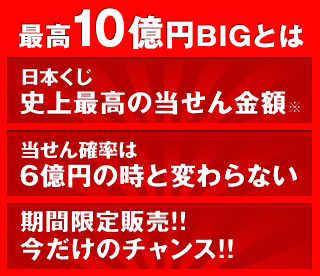 最高10億円BIGとは
日本くじ
史上最高の当せん金額※
当せん確率は
6億円の時と変わらない
期間限定販売!!
今だけのチャンス!!